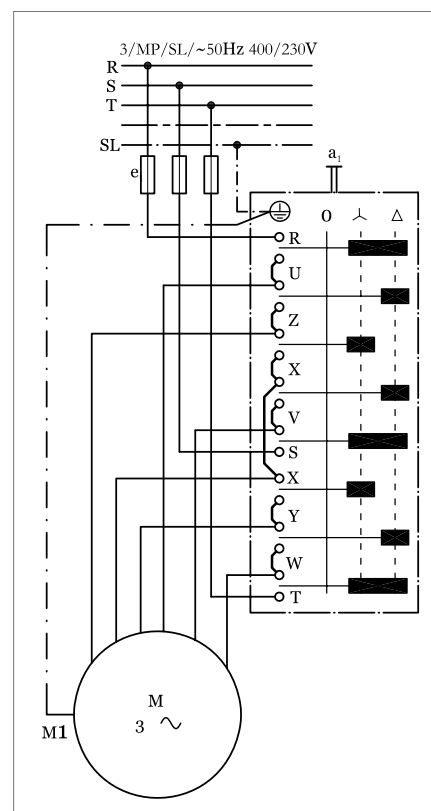 3/MP/SL/~50Hz 400/230V
R
S
T
SL
e
a₁
0 ⅄ Δ
R
U
Z
X
V
S
X
Y
W
T
M
3 ~
M1